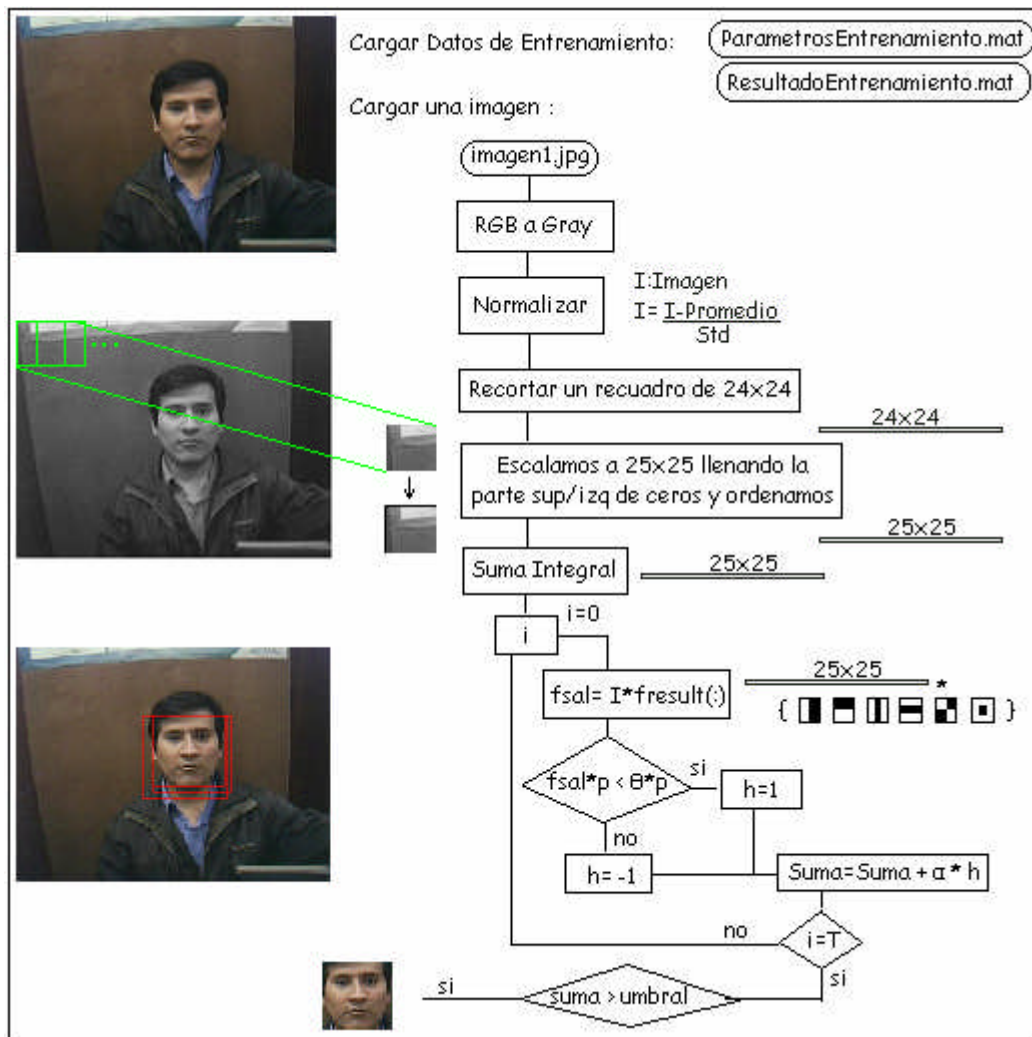 Cargar Datos de Entrenamiento:
ParametrosEntrenamiento.mat
ResultadoEntrenamiento.mat
Cargar una imagen :
imagen1.jpg
RGB a Gray
Normalizar
I:Imagen
I= I-Promedio
Std
Recortar un recuadro de 24x24
24x24
Escalamos a 25x25 llenando la
parte sup/izq de ceros y ordenamos
25x25
Suma Integral
25x25
i=0
i
fsal= I*fresult(:)
25x25
*
{ }
fsal*p < θ*p
si
h=1
no
h= -1
Suma=Suma + α * h
no
i=T
si
si
suma > umbral